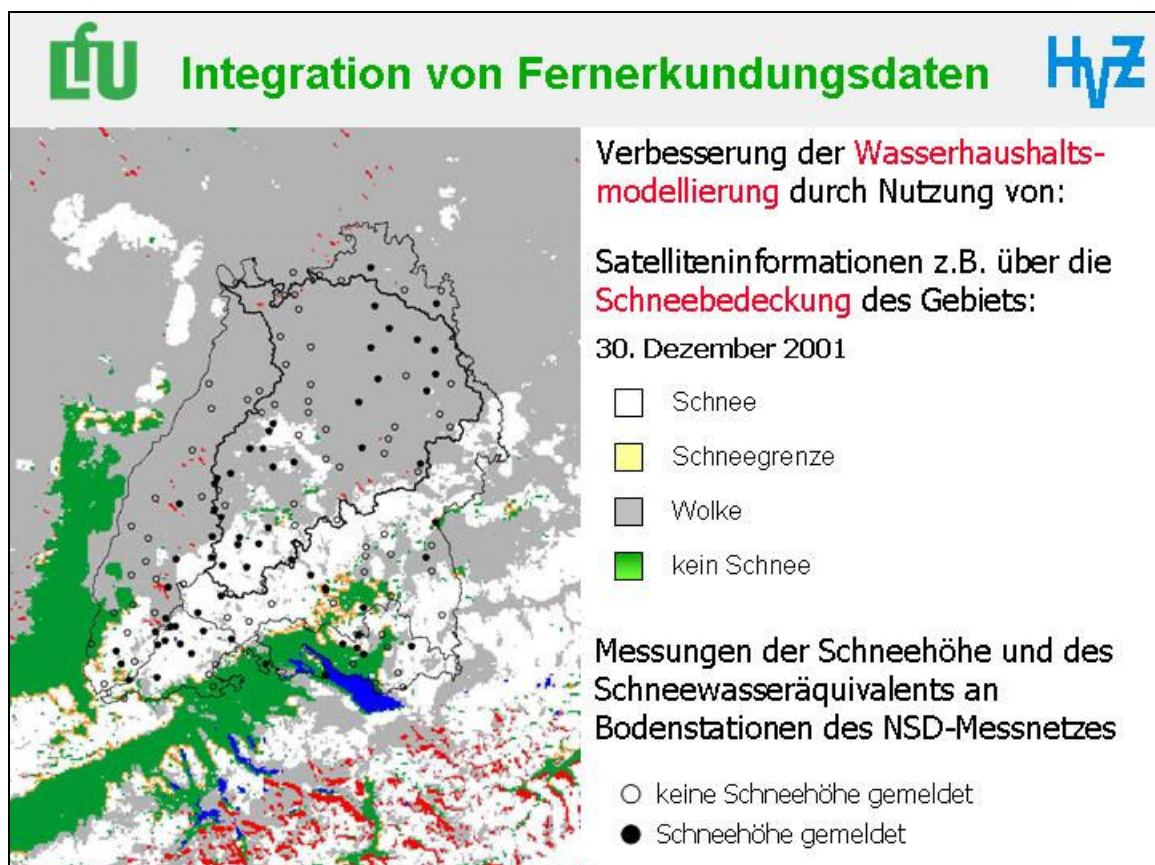 LfU
Integration von Fernerkundungsdaten
HVZ
Verbesserung der Wasserhaushalts-
modellierung durch Nutzung von:
Satelliteninformationen z.B. über die
Schneebedeckung des Gebiets:
30. Dezember 2001
Schnee
Schneegrenze
Wolke
kein Schnee
Messungen der Schneehöhe und des
Schneewasseräquivalents an
Bodenstationen des NSD-Messnetzes
keine Schneehöhe gemeldet
Schneehöhe gemeldet